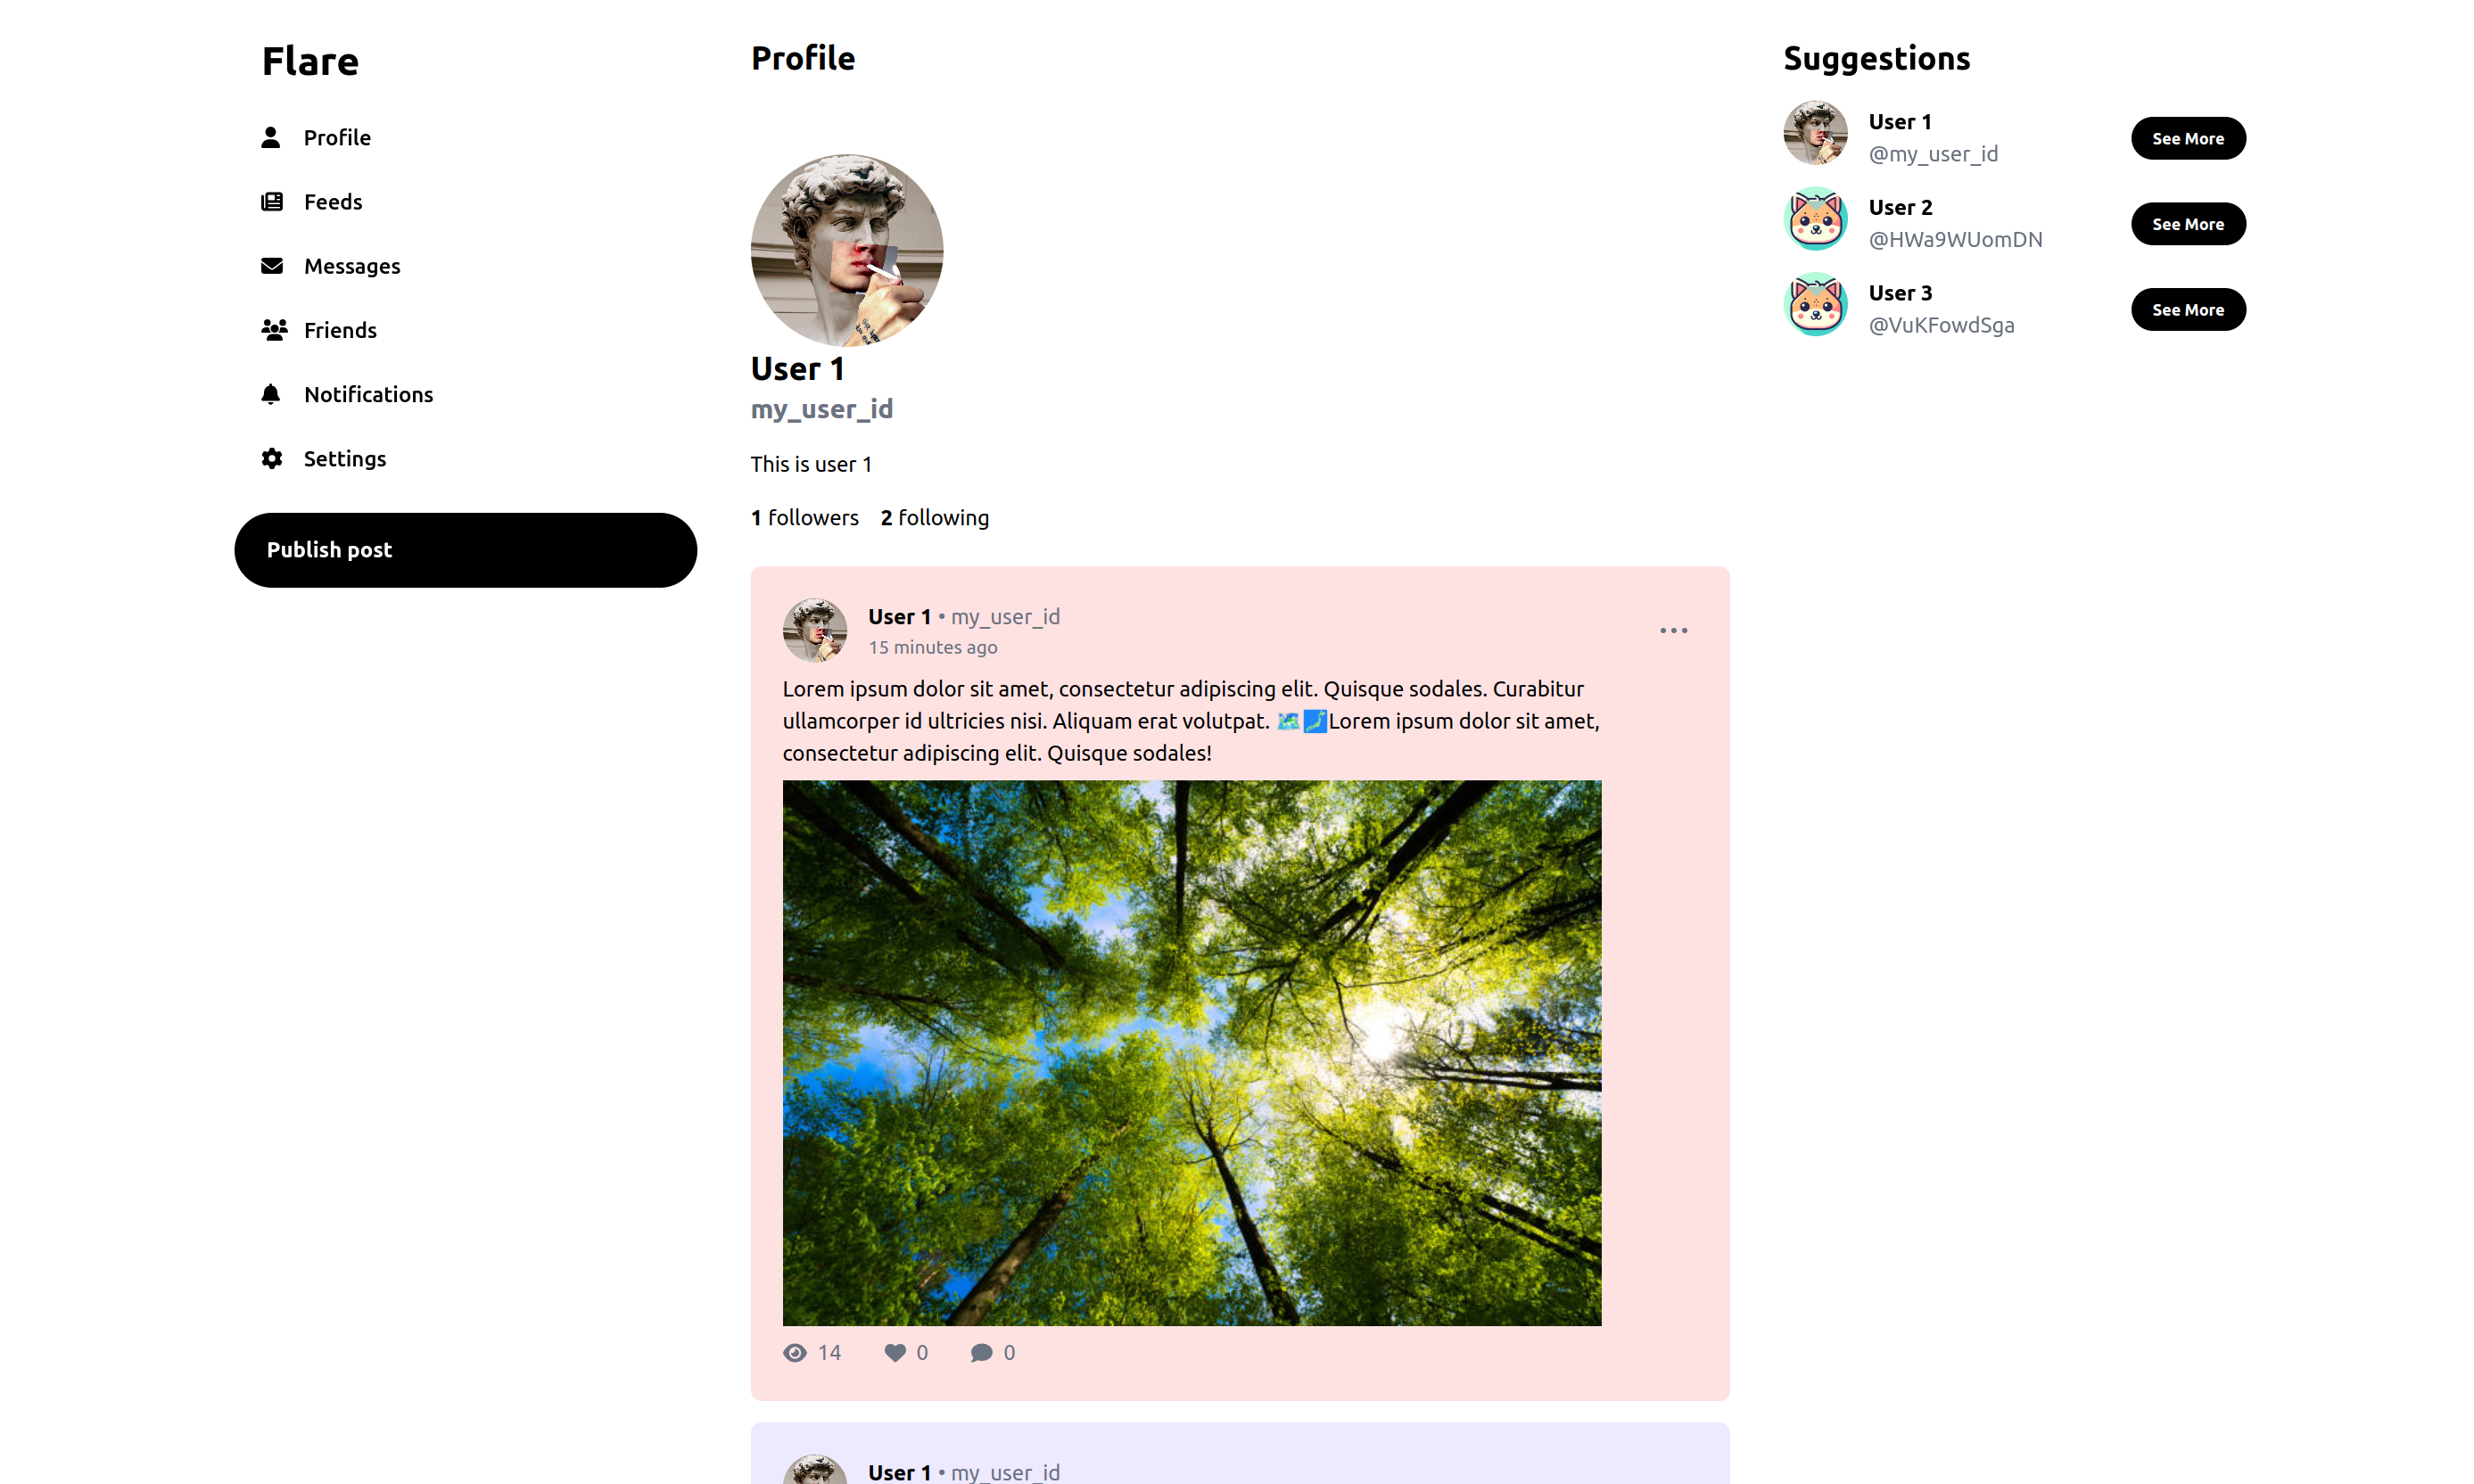 Flare
Profile
Feeds
Messages
Friends
Notifications
Settings
Publish post
Profile
User 1
my_user_id
This is user 1
1 followers 2 following
User 1 • my_user_id
15 minutes ago
Lorem ipsum dolor sit amet, consectetur adipiscing elit. Quisque sodales. Curabitur
ullamcorper id ultricies nisi. Aliquam erat volutpat. 🗺️🗾Lorem ipsum dolor sit amet,
consectetur adipiscing elit. Quisque sodales!
14 0 0
User 1 • my_user_id
Suggestions
User 1
@my_user_id
See More
User 2
@HWa9WUomDN
See More
User 3
@VuKFowdSga
See More